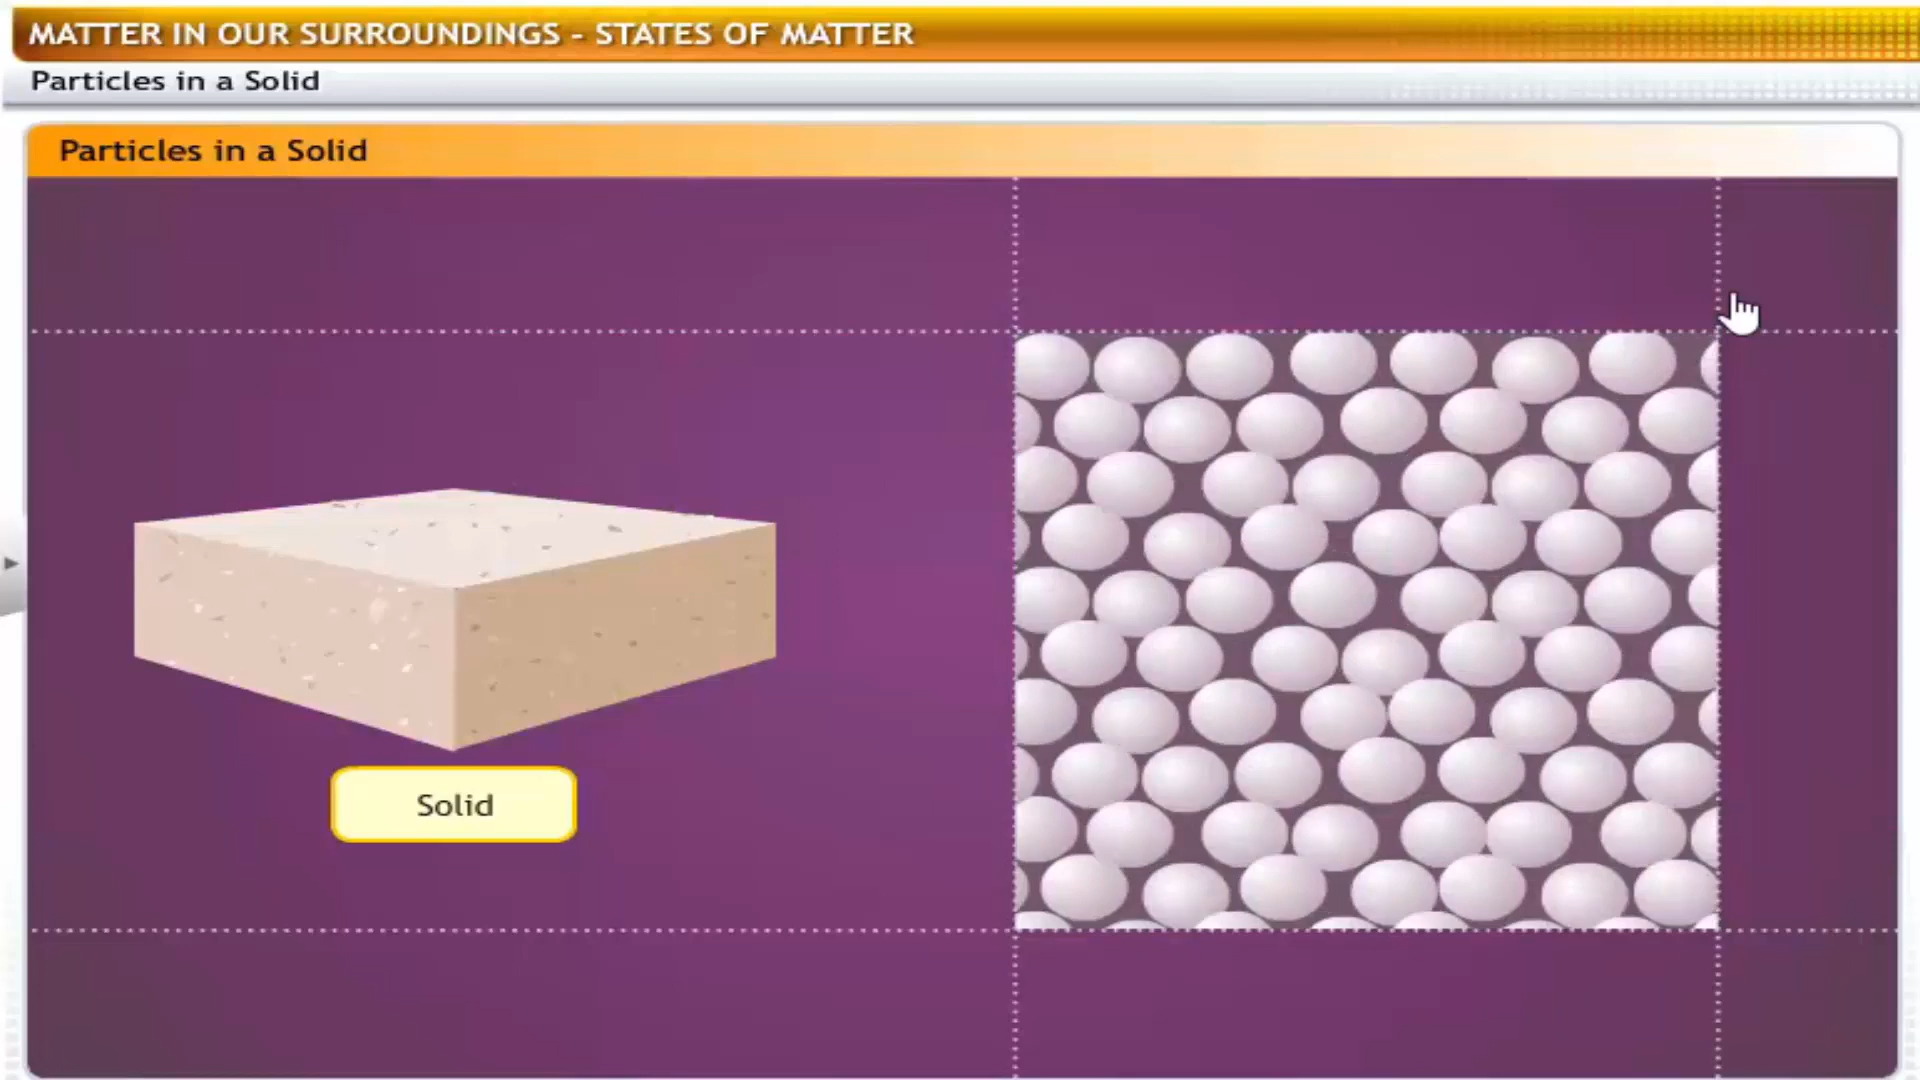 MATTER IN OUR SURROUNDINGS - STATES OF MATTER
Particles in a Solid
Particles in a Solid
Solid